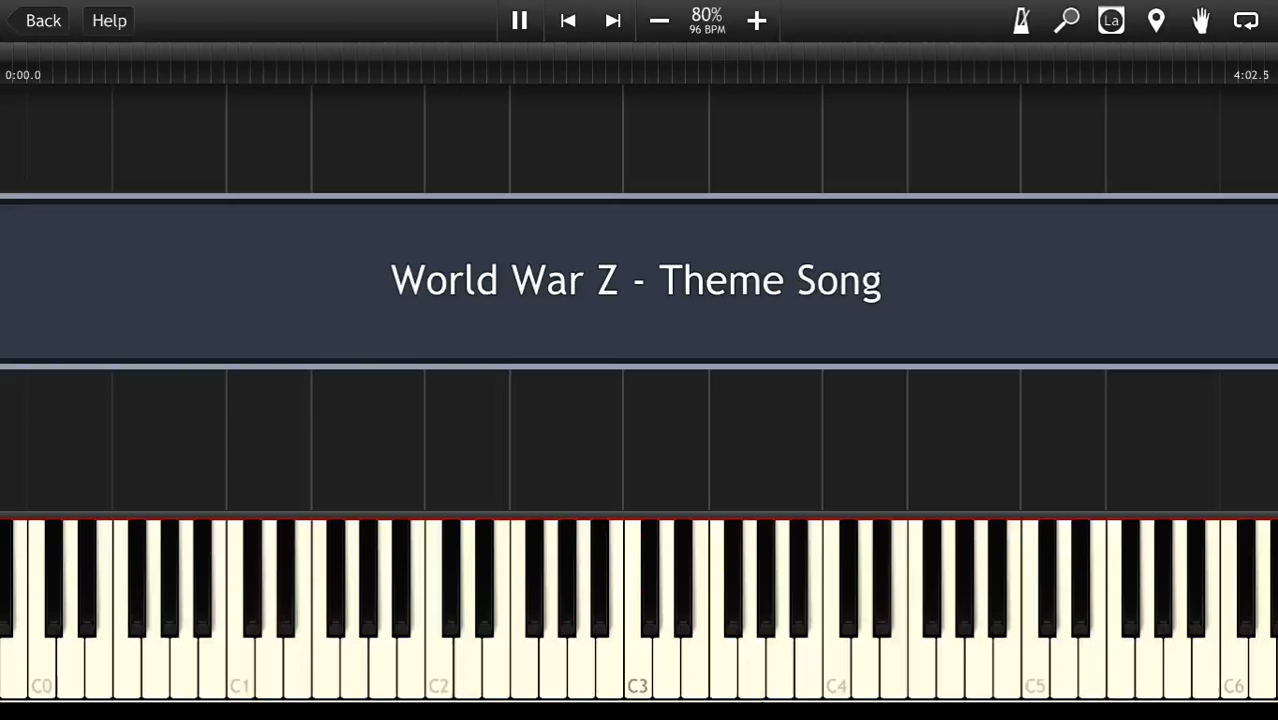 Back Help 80% La
96 BPM
0:00.0 4:02.5
World War Z - Theme Song
C0 C1 C2 C3 C4 C5 C6